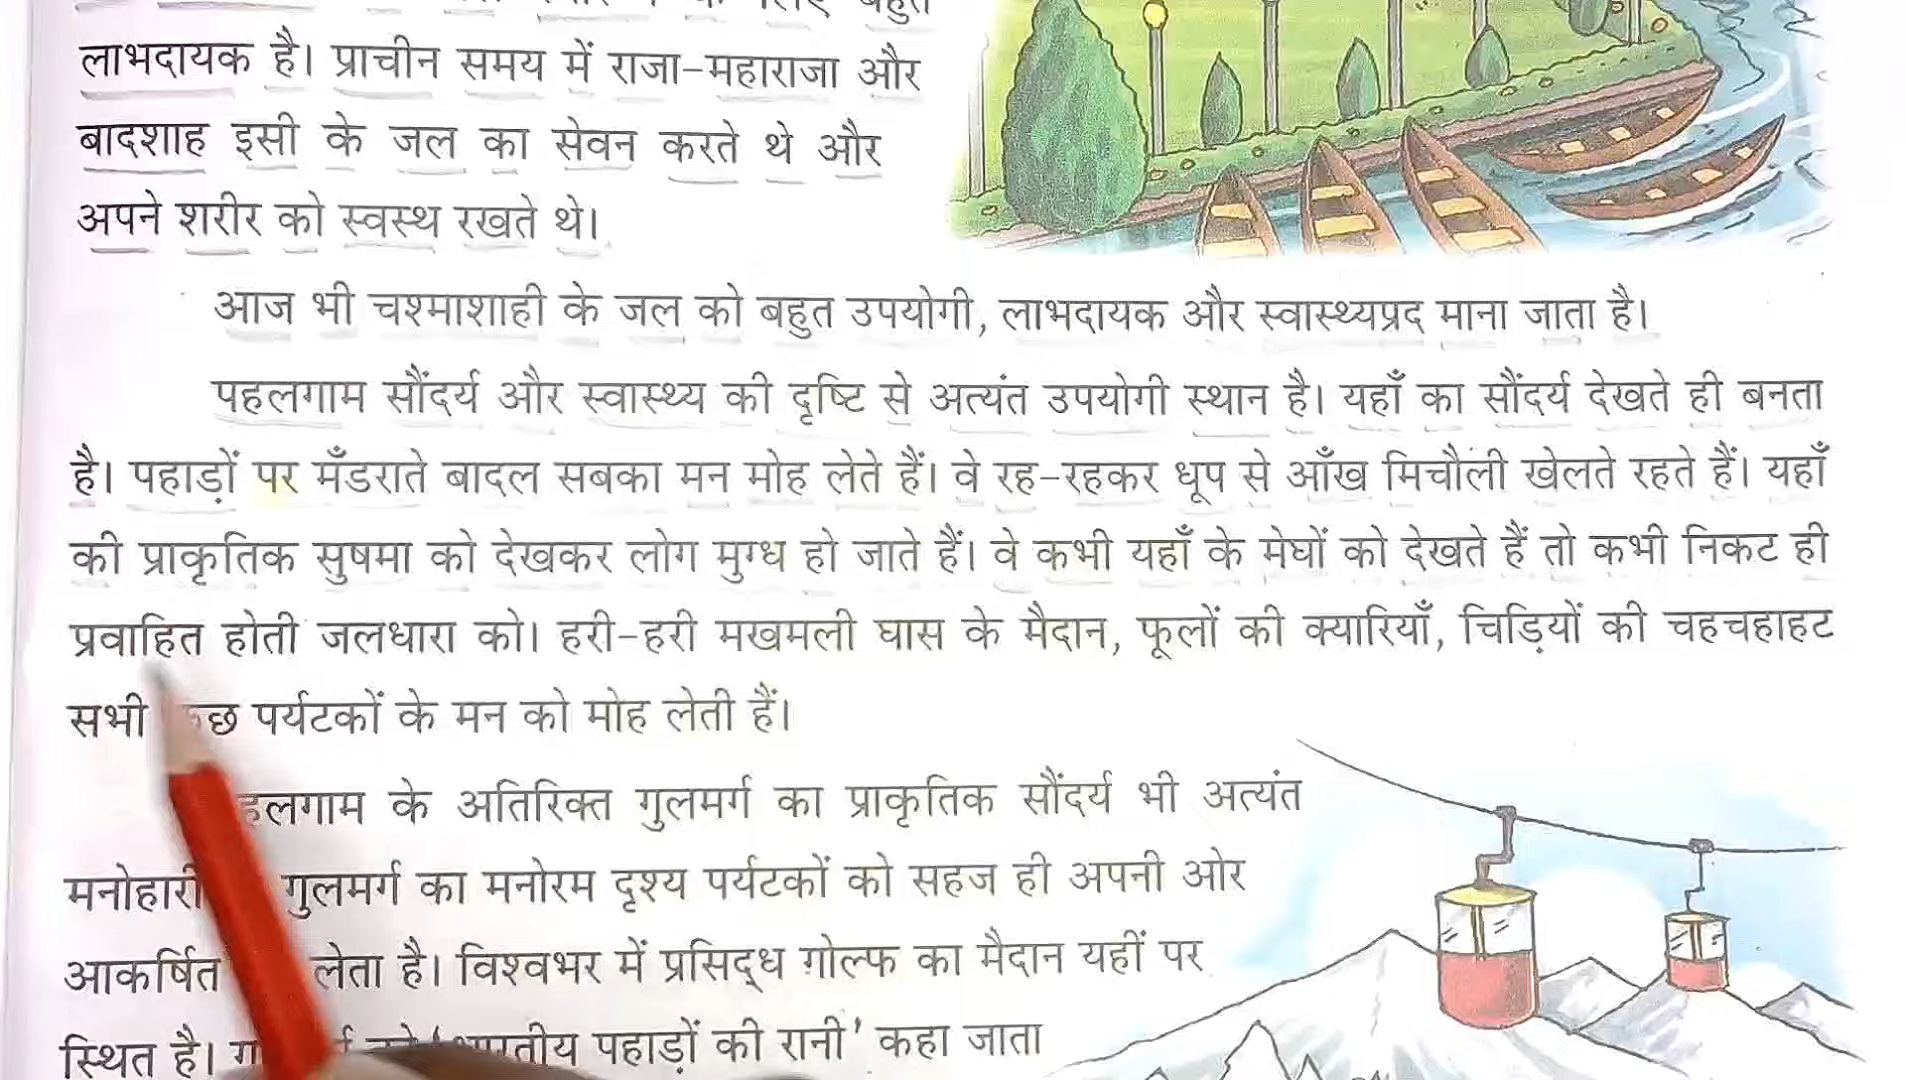 लिए बहुत
लाभदायक है। प्राचीन समय में राजा-महाराजा और
बादशाह इसी के जल का सेवन करते थे और
अपने शरीर को स्वस्थ रखते थे।
आज भी चश्माशाही के जल को बहुत उपयोगी, लाभदायक और स्वास्थ्यप्रद माना जाता है।
पहलगाम सौंदर्य और स्वास्थ्य की दृष्टि से अत्यंत उपयोगी स्थान है। यहाँ का सौंदर्य देखते ही बनता
है। पहाड़ों पर मँडराते बादल सबका मन मोह लेते हैं। वे रह-रहकर धूप से आँख मिचौली खेलते रहते हैं। यहाँ
की प्राकृतिक सुषमा को देखकर लोग मुग्ध हो जाते हैं। वे कभी यहाँ के मेघों को देखते हैं तो कभी निकट ही
प्रवाहित होती जलधारा को। हरी-हरी मखमली घास के मैदान, फूलों की क्यारियाँ, चिड़ियों की चहचहाहट
सभी पर्यटकों के मन को मोह लेती हैं।
के अतिरिक्त गुलमर्ग का प्राकृतिक सौंदर्य भी अत्यंत
मनोहारी गुलमर्ग का मनोरम दृश्य पर्यटकों को सहज ही अपनी ओर
आकर्षित लेता है। विश्वभर में प्रसिद्ध ग़ोल्फ का मैदान यहीं पर
स्थित है। पहाड़ों की रानी' कहा जाता